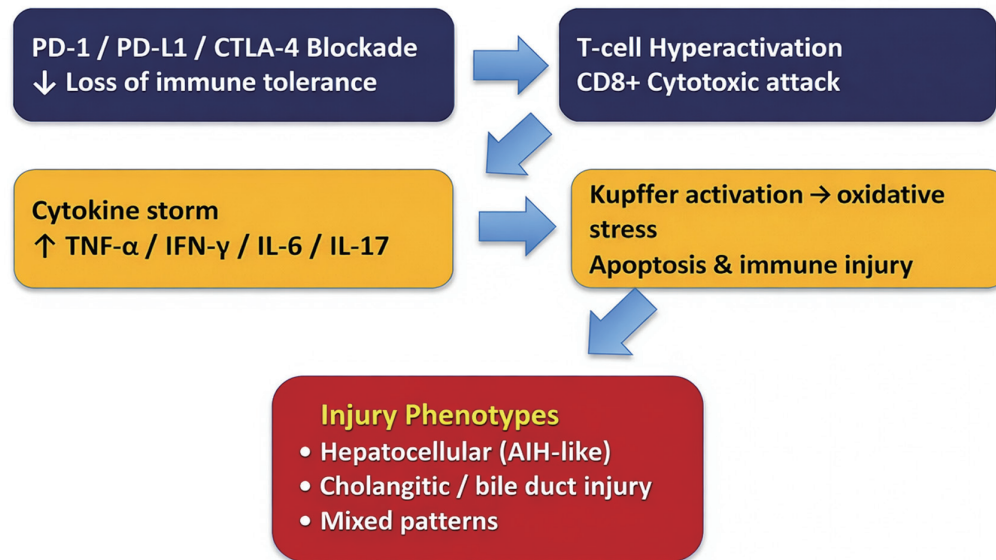 PD-1 / PD-L1 / CTLA-4 Blockade
↓ Loss of immune tolerance
T-cell Hyperactivation
CD8+ Cytotoxic attack
Cytokine storm
↑ TNF-α / IFN-γ / IL-6 / IL-17
Kupffer activation → oxidative
stress
Apoptosis & immune injury
Injury Phenotypes
• Hepatocellular (AIH-like)
• Cholangitic / bile duct injury
• Mixed patterns